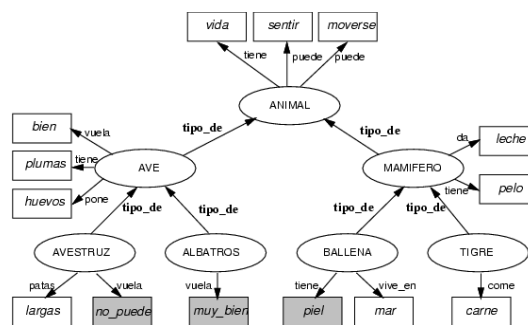 vida sentir moverse
tiene puede puede
ANIMAL
tipo_de tipo_de
bien vuela da leche
plumas tiene AVE MAMIFERO
huevos pone tiene pelo
tipo_de tipo_de tipo_de tipo_de
AVESTRUZ ALBATROS BALLENA TIGRE
patas vuela vuela tiene vive_en come
largas no_puede muy_bien piel mar carne